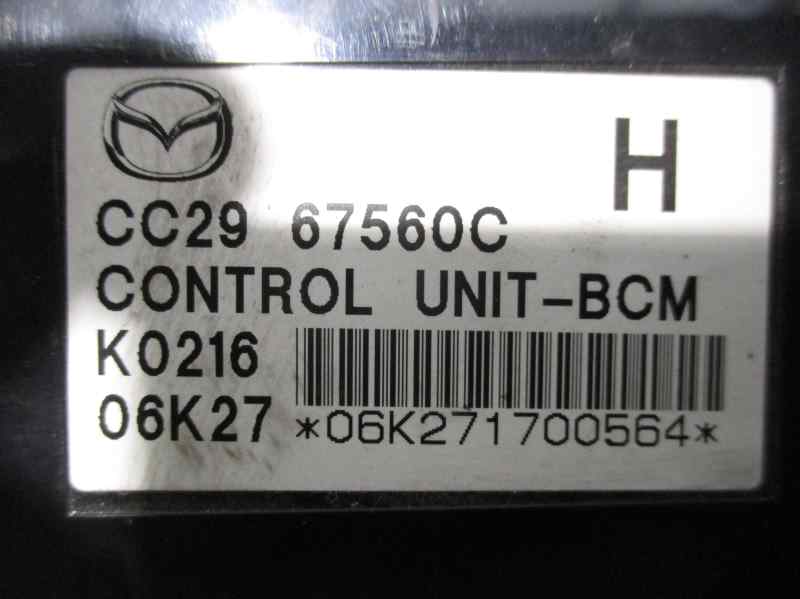 H
CC29 67560C
CONTROL UNIT-BCM
K0216
06K27 *06K271700564*